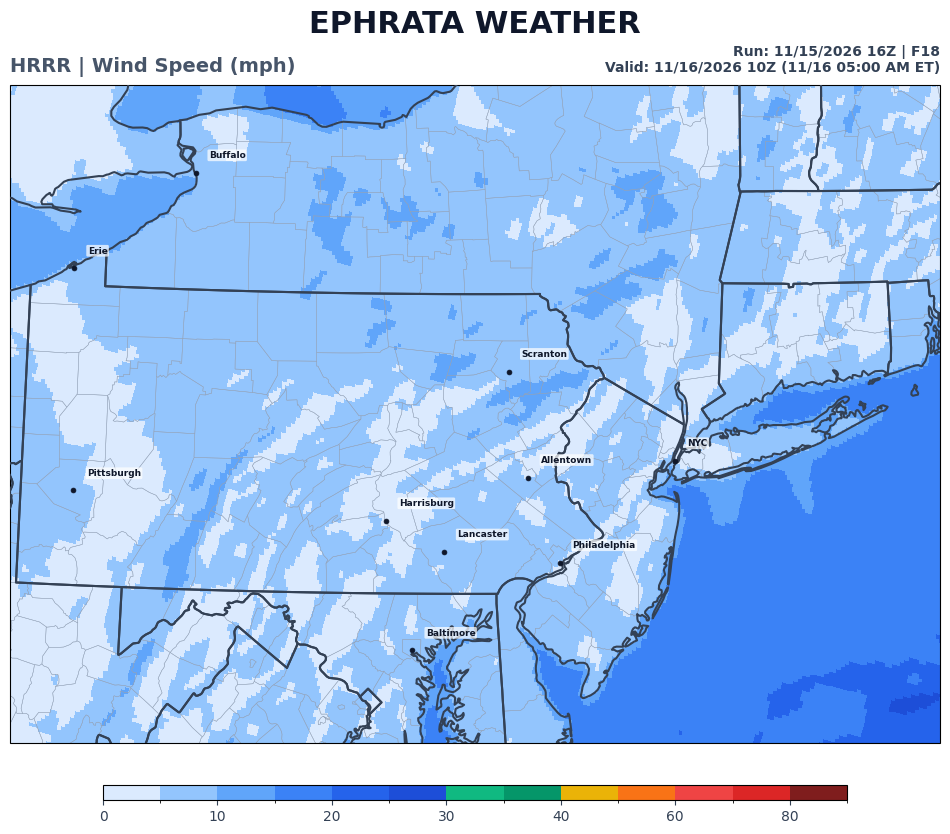 EPHRATA WEATHER
HRRR | Wind Speed (mph)
Run: 11/15/2026 16Z | F18
Valid: 11/16/2026 10Z (11/16 05:00 AM ET)
Buffalo
Erie
Scranton
NYC
Allentown
Pittsburgh
Harrisburg
Lancaster
Philadelphia
Baltimore
0 10 20 30 40 50 60 70 80